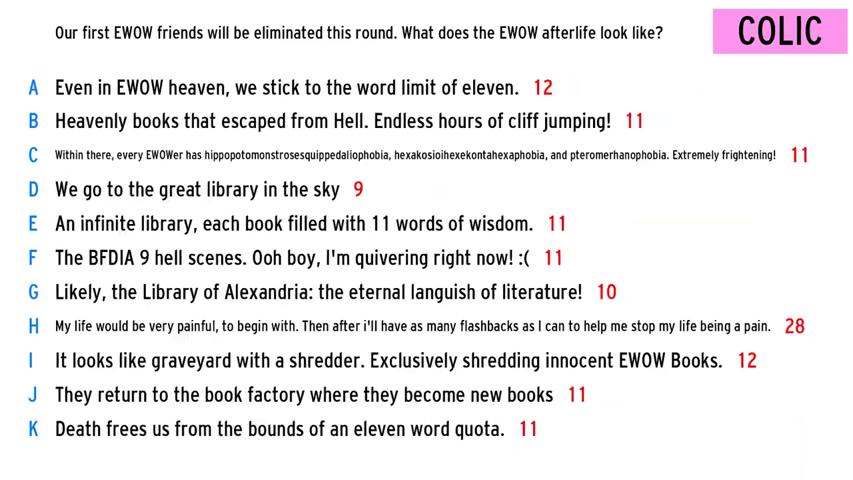 Our first EWOW friends will be eliminated this round. What does the EWOW afterlife look like?
COLIC
A Even in EWOW heaven, we stick to the word limit of eleven. 12
B Heavenly books that escaped from Hell. Endless hours of cliff jumping! 11
C Within there, every EWOWer has hippopotomonstrosesquippedaliophobia, hexakosioihexekontahexaphobia, and pteromerhanophobia. Extremely frightening! 11
D We go to the great library in the sky 9
E An infinite library, each book filled with 11 words of wisdom. 11
F The BFDIA 9 hell scenes. Ooh boy, I'm quivering right now! :( 11
G Likely, the Library of Alexandria: the eternal languish of literature! 10
H My life would be very painful, to begin with. Then after i'll have as many flashbacks as I can to help me stop my life being a pain. 28
I It looks like graveyard with a shredder. Exclusively shredding innocent EWOW Books. 12
J They return to the book factory where they become new books 11
K Death frees us from the bounds of an eleven word quota. 11